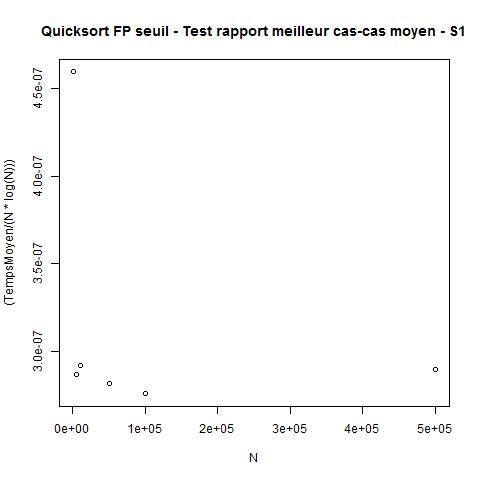 Quicksort FP seuil - Test rapport meilleur cas-cas moyen - S1
(TempsMoyen/(N * log(N)))
4.5e-07
4.0e-07
3.5e-07
3.0e-07
0e+00 1e+05 2e+05 3e+05 4e+05 5e+05
N